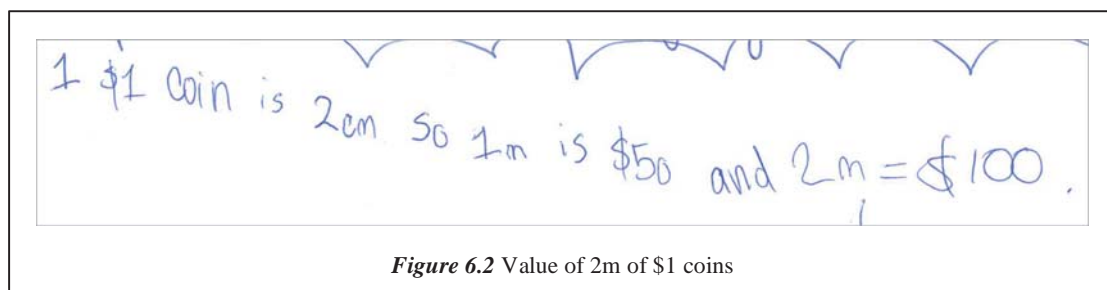 1 $1 Coin is 2cm so 1m is $50 and 2m = $100.
Figure 6.2 Value of 2m of $1 coins